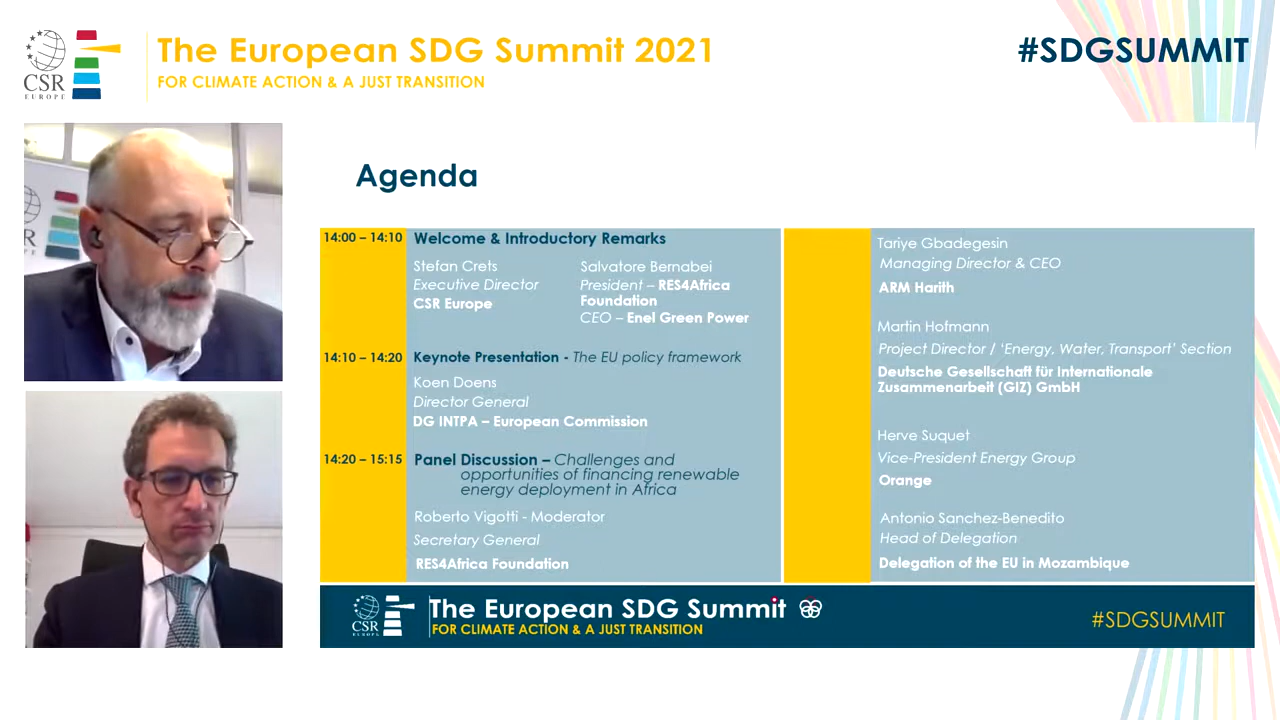 CSR
EUROPE
The European SDG Summit 2021
FOR CLIMATE ACTION & A JUST TRANSITION
#SDGSUMMIT
R
Agenda
14:00 – 14:10
Welcome & Introductory Remarks
Stefan Crets
Executive Director
CSR Europe
Salvatore Bernabei
President – RES4Africa
Foundation
CEO – Enel Green Power
14:10 – 14:20
Keynote Presentation - The EU policy framework
Koen Doens
Director General
DG INTPA – European Commission
14:20 – 15:15
Panel Discussion – Challenges and
opportunities of financing renewable
energy deployment in Africa
Roberto Vigotti - Moderator
Secretary General
RES4Africa Foundation
Tariye Gbadegesin
Managing Director & CEO
ARM Harith
Martin Hofmann
Project Director / ‘Energy, Water, Transport’ Section
Deutsche Gesellschaft für Internationale
Zusammenarbeit (GIZ) GmbH
Herve Suquet
Vice-President Energy Group
Orange
Antonio Sanchez-Benedito
Head of Delegation
Delegation of the EU in Mozambique
CSR
EUROPE
The European SDG Summit
FOR CLIMATE ACTION & A JUST TRANSITION
#SDGSUMMIT